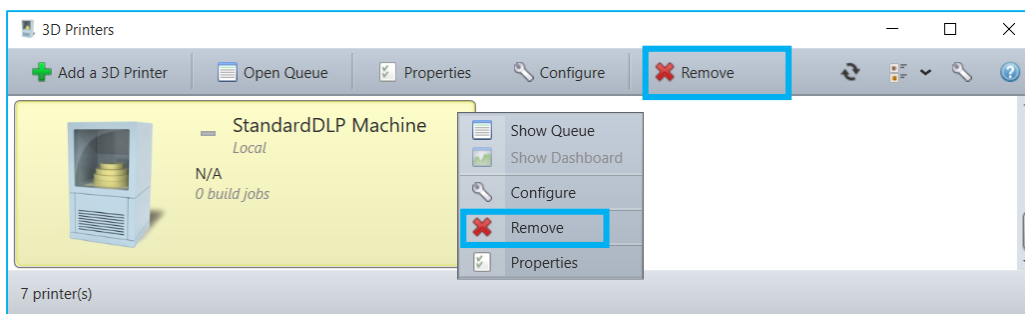 3D Printers
Add a 3D Printer Open Queue Properties Configure Remove
StandardDLP Machine
Local
N/A
0 build jobs
Show Queue
Show Dashboard
Configure
Remove
Properties
7 printer(s)